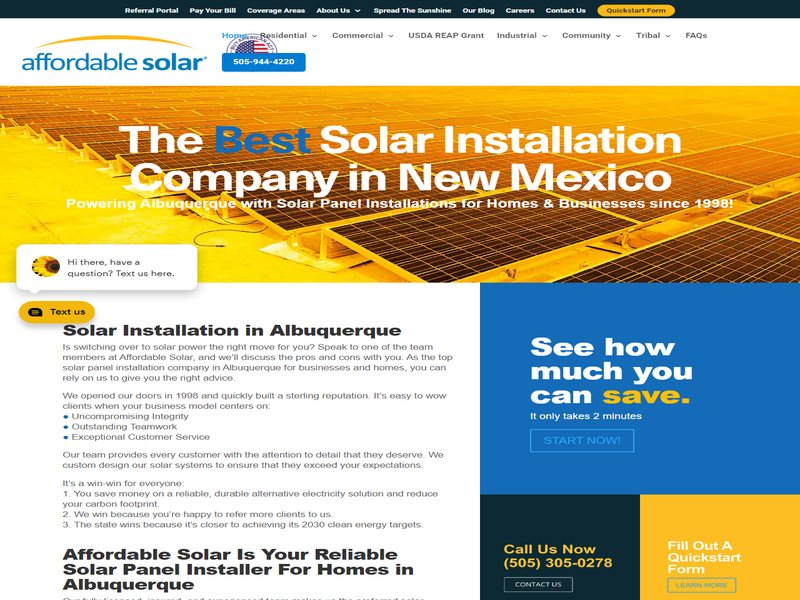 Referral Portal Pay Your Bill Coverage Areas About Us Spread The Sunshine Our Blog Careers Contact Us Quickstart Form
affordable solar®
Home Residential Commercial USDA REAP Grant Industrial Community Tribal FAQs
505-944-4220
The Best Solar Installation
Company in New Mexico
Powering Albuquerque with Solar Panel Installations for Homes & Businesses since 1998!
Hi there, have a
question? Text us here.
Text us
Solar Installation in Albuquerque
Is switching over to solar power the right move for you? Speak to one of the team
members at Affordable Solar, and we'll discuss the pros and cons with you. As the top
solar panel installation company in Albuquerque for businesses and homes, you can
rely on us to give you the right advice.
We opened our doors in 1998 and quickly built a sterling reputation. It's easy to wow
clients when your business model centers on:
● Uncompromising Integrity
● Outstanding Teamwork
● Exceptional Customer Service
Our team provides every customer with the attention to detail that they deserve. We
custom design our solar systems to ensure that they exceed your expectations.
It's a win-win for everyone:
1. You save money on a reliable, durable alternative electricity solution and reduce
your carbon footprint.
2. We win because you're happy to refer more clients to us.
3. The state wins because it's closer to achieving its 2030 clean energy targets.
Affordable Solar Is Your Reliable
Solar Panel Installer For Homes in
Albuquerque
See how
much you
can save.
It only takes 2 minutes
START NOW!
Call Us Now
(505) 305-0278
CONTACT US
Fill Out A
Quickstart
Form
LEARN MORE